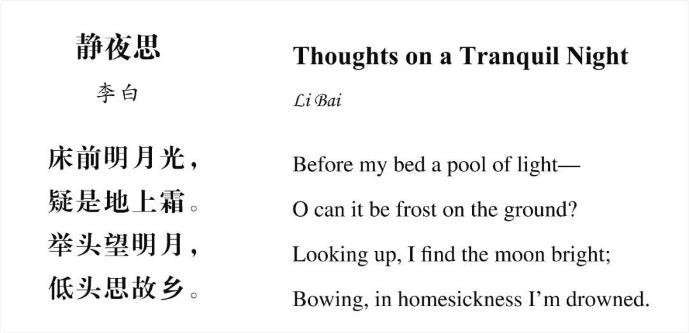 静夜思
李白
床前明月光，
疑是地上霜。
举头望明月，
低头思故乡。
Thoughts on a Tranquil Night
Li Bai
Before my bed a pool of light—
O can it be frost on the ground?
Looking up, I find the moon bright;
Bowing, in homesickness I’m drowned.